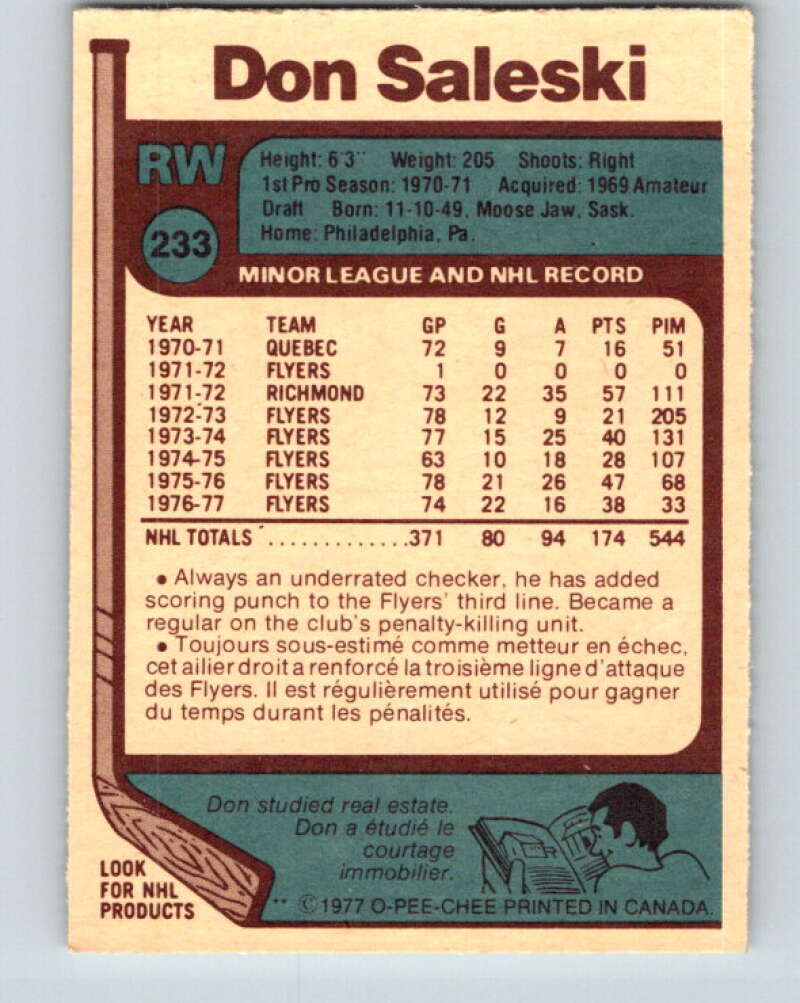 Don Saleski
RW
Height: 6'3" Weight: 205 Shoots: Right
1st Pro Season: 1970-71 Acquired: 1969 Amateur
Draft Born: 11-10-49, Moose Jaw, Sask.
Home: Philadelphia, Pa.
233
MINOR LEAGUE AND NHL RECORD
YEAR TEAM GP G A PTS PIM
1970-71 QUEBEC 72 9 7 16 51
1971-72 FLYERS 1 0 0 0 0
1971-72 RICHMOND 73 22 35 57 111
1972-73 FLYERS 78 12 9 21 205
1973-74 FLYERS 77 15 25 40 131
1974-75 FLYERS 63 10 18 28 107
1975-76 FLYERS 78 21 26 47 68
1976-77 FLYERS 74 22 16 38 33
NHL TOTALS .............371 80 94 174 544
• Always an underrated checker, he has added
scoring punch to the Flyers' third line. Became a
regular on the club's penalty-killing unit.
• Toujours sous-estimé comme metteur en échec,
cet ailier droit a renforcé la troisième ligne d'attaque
des Flyers. Il est régulièrement utilisé pour gagner
du temps durant les pénalités.
Don studied real estate.
Don a étudié le
courtage
immobilier.
LOOK
FOR NHL
PRODUCTS
** ©1977 O-PEE-CHEE PRINTED IN CANADA.